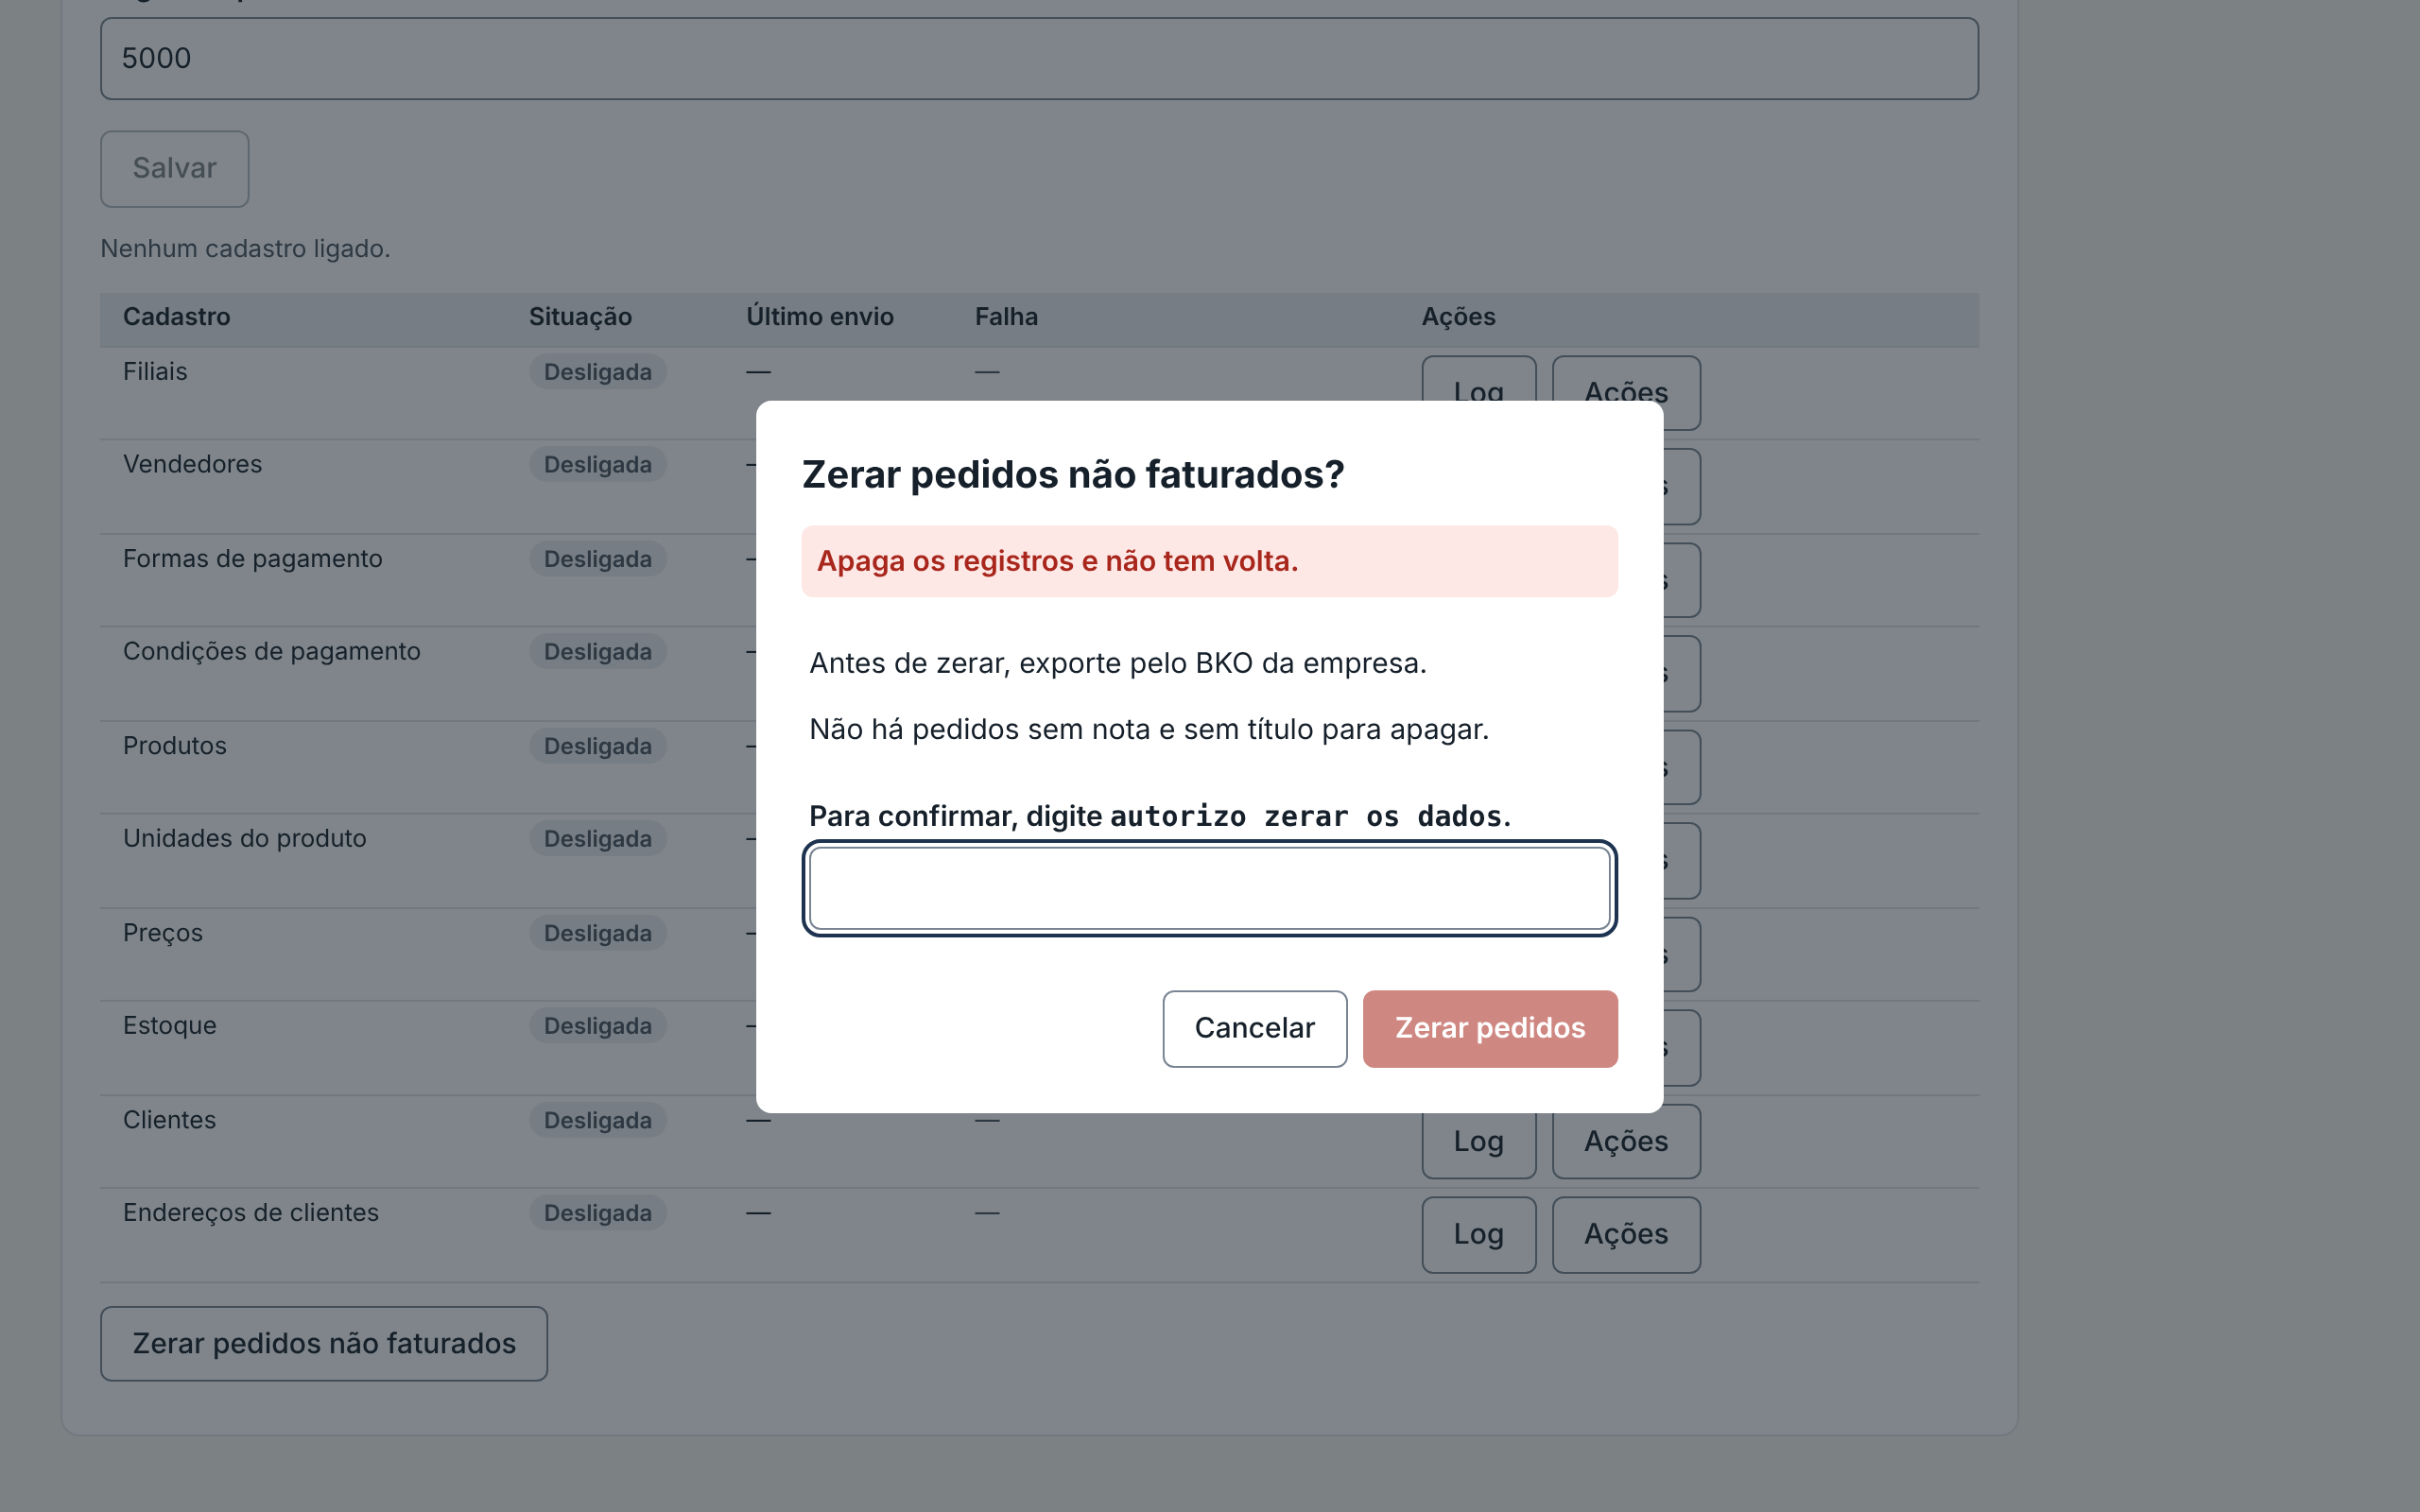 5000
Salvar
Nenhum cadastro ligado.
Cadastro Situação Último envio Falha Ações
Filiais Desligada — — Log Ações
Vendedores Desligada
Formas de pagamento Desligada
Condições de pagamento Desligada
Produtos Desligada
Unidades do produto Desligada
Preços Desligada
Estoque Desligada
Clientes Desligada — — Log Ações
Endereços de clientes Desligada — — Log Ações
Zerar pedidos não faturados
Zerar pedidos não faturados?
Apaga os registros e não tem volta.
Antes de zerar, exporte pelo BKO da empresa.
Não há pedidos sem nota e sem título para apagar.
Para confirmar, digite autorizo zerar os dados.
Cancelar Zerar pedidos